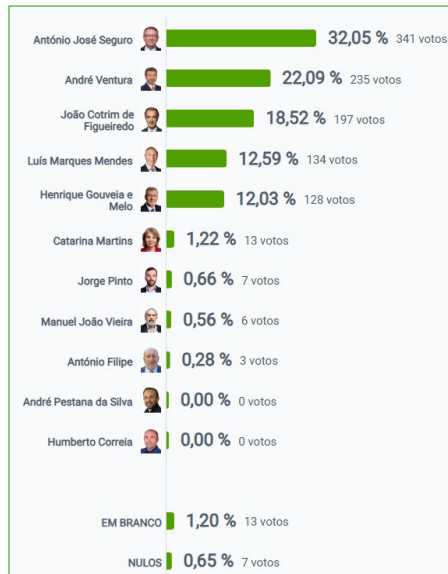 António José Seguro 32,05 % 341 votos
André Ventura 22,09 % 235 votos
João Cotrim de
Figueiredo 18,52 % 197 votos
Luís Marques Mendes 12,59 % 134 votos
Henrique Gouveia e
Melo 12,03 % 128 votos
Catarina Martins 1,22 % 13 votos
Jorge Pinto 0,66 % 7 votos
Manuel João Vieira 0,56 % 6 votos
António Filipe 0,28 % 3 votos
André Pestana da Silva 0,00 % 0 votos
Humberto Correia 0,00 % 0 votos
EM BRANCO 1,20 % 13 votos
NULOS 0,65 % 7 votos